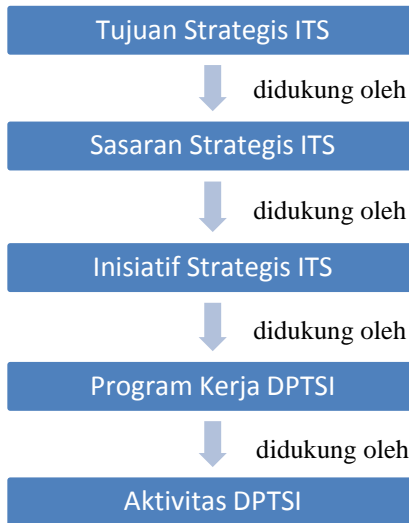 Tujuan Strategis ITS
didukung oleh
Sasaran Strategis ITS
didukung oleh
Inisiatif Strategis ITS
didukung oleh
Program Kerja DPTSI
didukung oleh
Aktivitas DPTSI